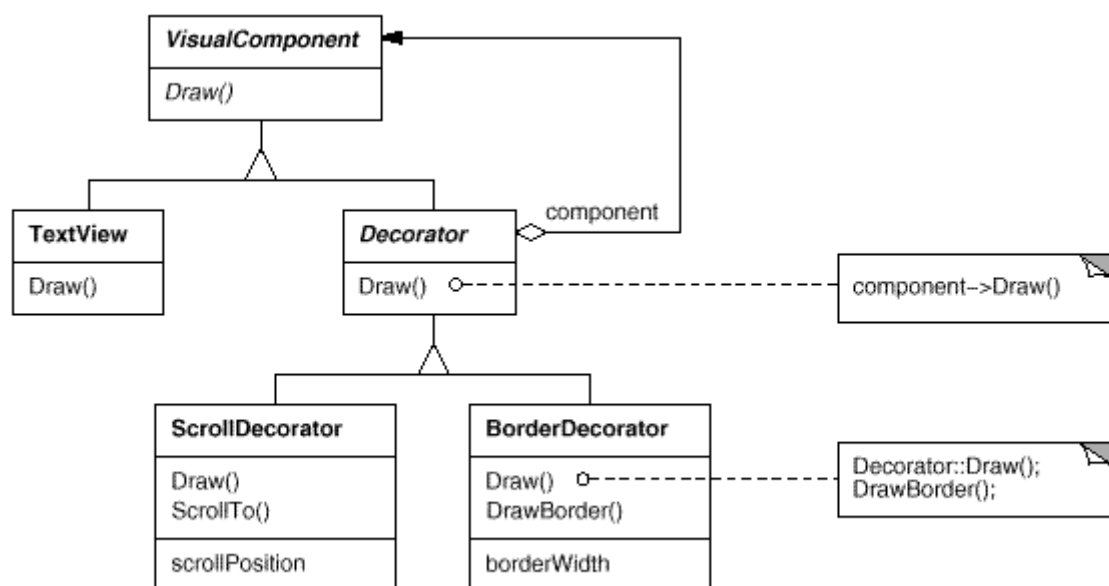 VisualComponent
Draw()
TextView
Draw()
Decorator
Draw()
component
component–>Draw()
ScrollDecorator
Draw()
ScrollTo()
scrollPosition
BorderDecorator
Draw()
DrawBorder()
borderWidth
Decorator::Draw();
DrawBorder();